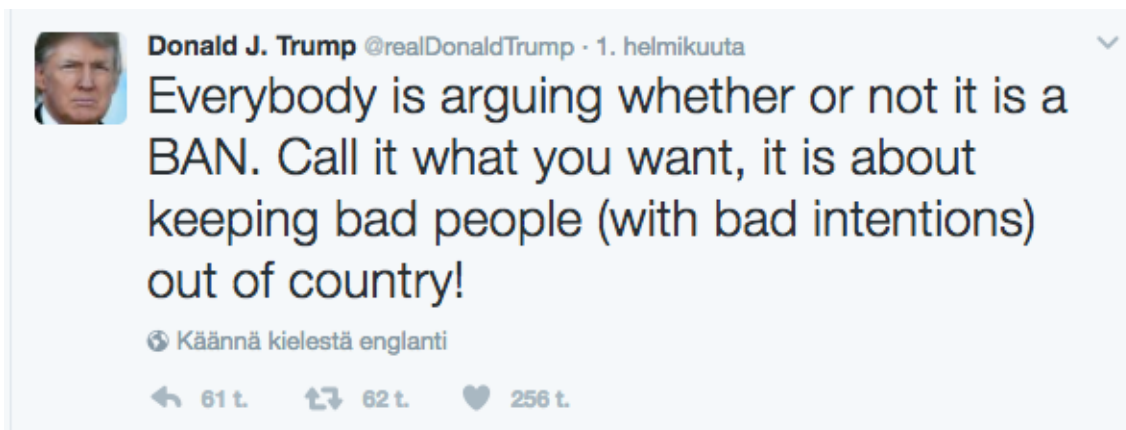 Donald J. Trump @realDonaldTrump · 1. helmikuuta
Everybody is arguing whether or not it is a
BAN. Call it what you want, it is about
keeping bad people (with bad intentions)
out of country!
Käännä kielestä englanti
61 t. 62 t. 256 t.